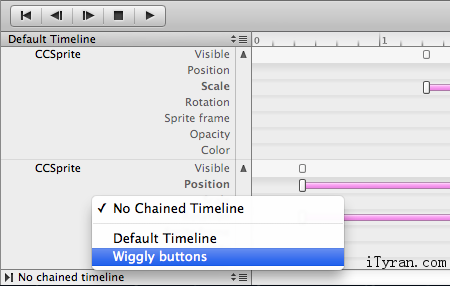 Default Timeline
0 1
CCSprite Visible
Position
Scale
Rotation
Sprite frame
Opacity
Color
CCSprite Visible
Position
✓ No Chained Timeline
Default Timeline
Wiggly buttons
iTyran.com
No chained timeline